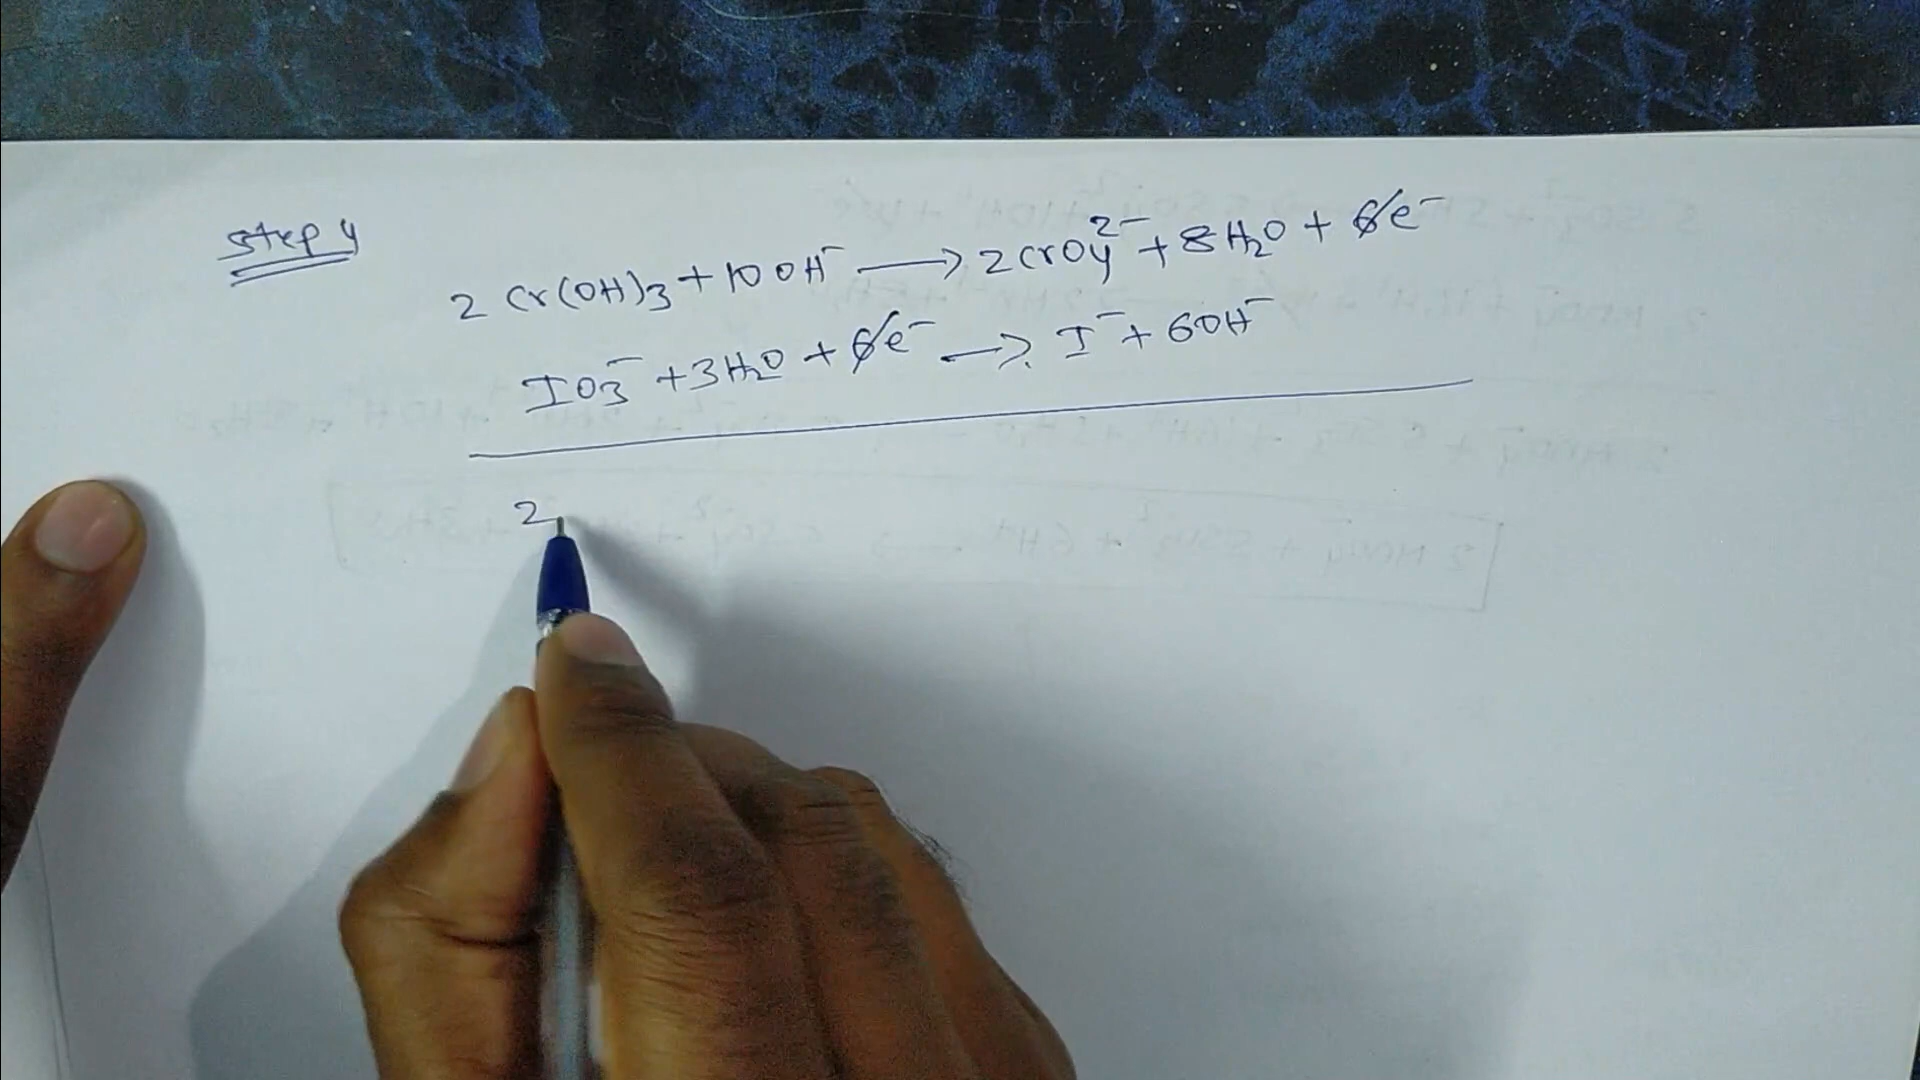 Step 4
2 Cr(OH)3 + 10 OH⁻ ⟶ 2 CrO4²⁻ + 8 H2O + 6e⁻
IO3⁻ + 3H2O + 6e⁻ ⟶ I⁻ + 6OH⁻
2